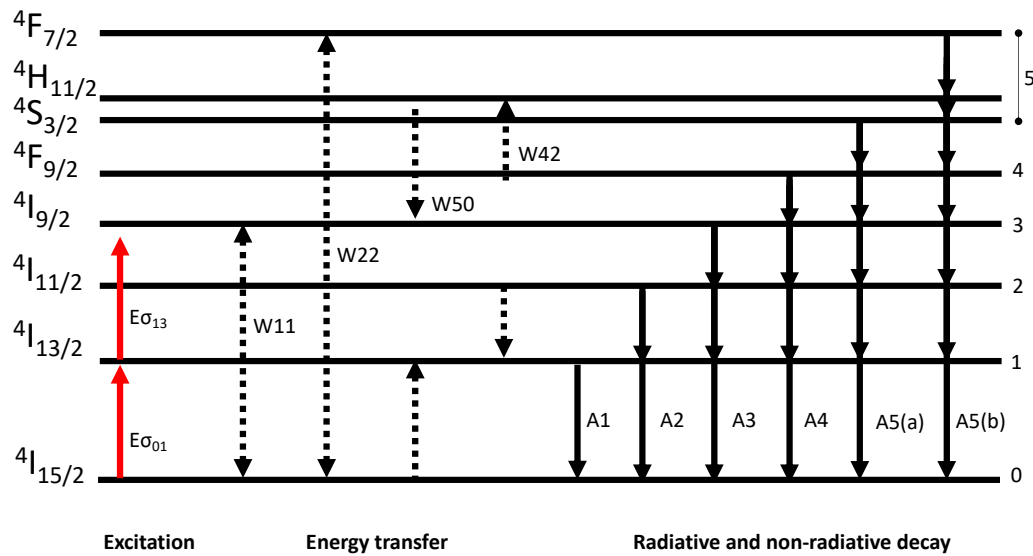 ⁴F₇/₂
⁴H₁₁/₂
5
⁴S₃/₂
W42
⁴F₉/₂
4
W50
⁴I₉/₂
3
W22
⁴I₁₁/₂
2
Eσ₁₃
W11
⁴I₁₃/₂
1
Eσ₀₁
A1
A2
A3
A4
A5(a)
A5(b)
⁴I₁₅/₂
0
Excitation
Energy transfer
Radiative and non-radiative decay